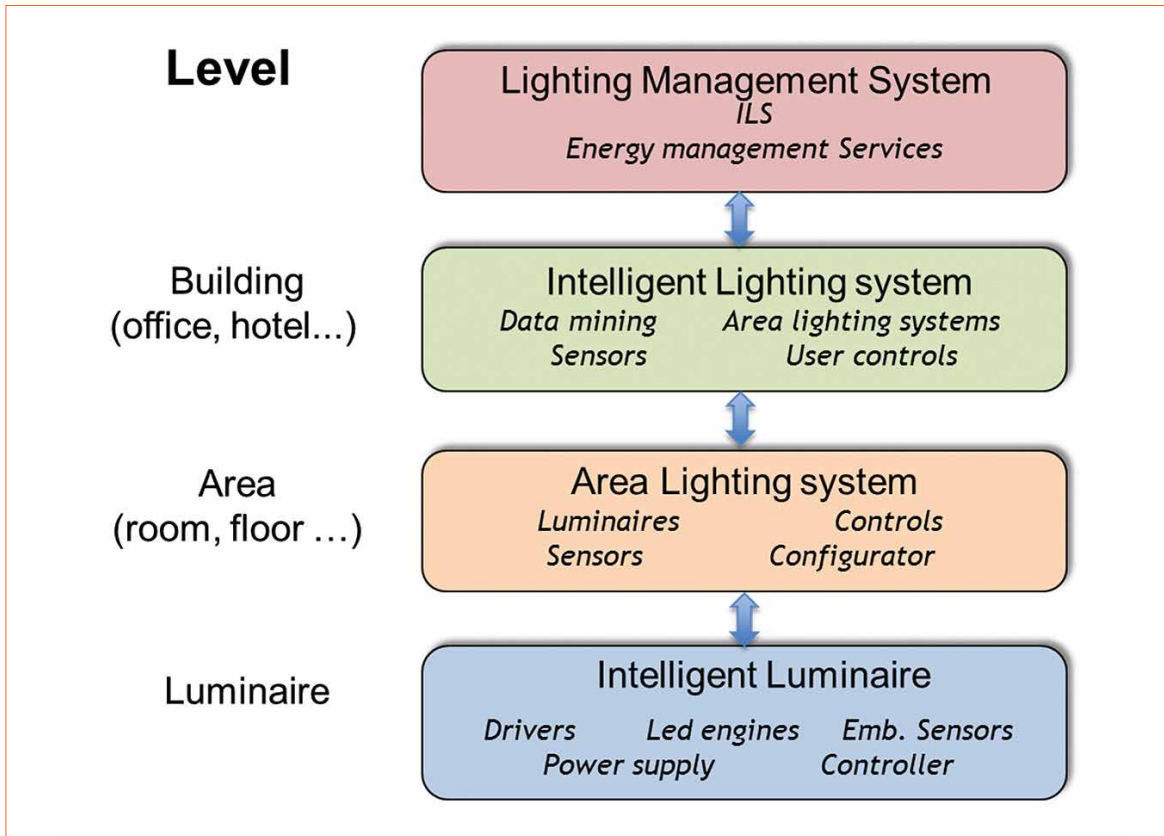 Level
Lighting Management System
ILS
Energy management Services
Building
(office, hotel...)
Intelligent Lighting system
Data mining Area lighting systems
Sensors User controls
Area
(room, floor …)
Area Lighting system
Luminaires Controls
Sensors Configurator
Luminaire
Intelligent Luminaire
Drivers Led engines Emb. Sensors
Power supply Controller